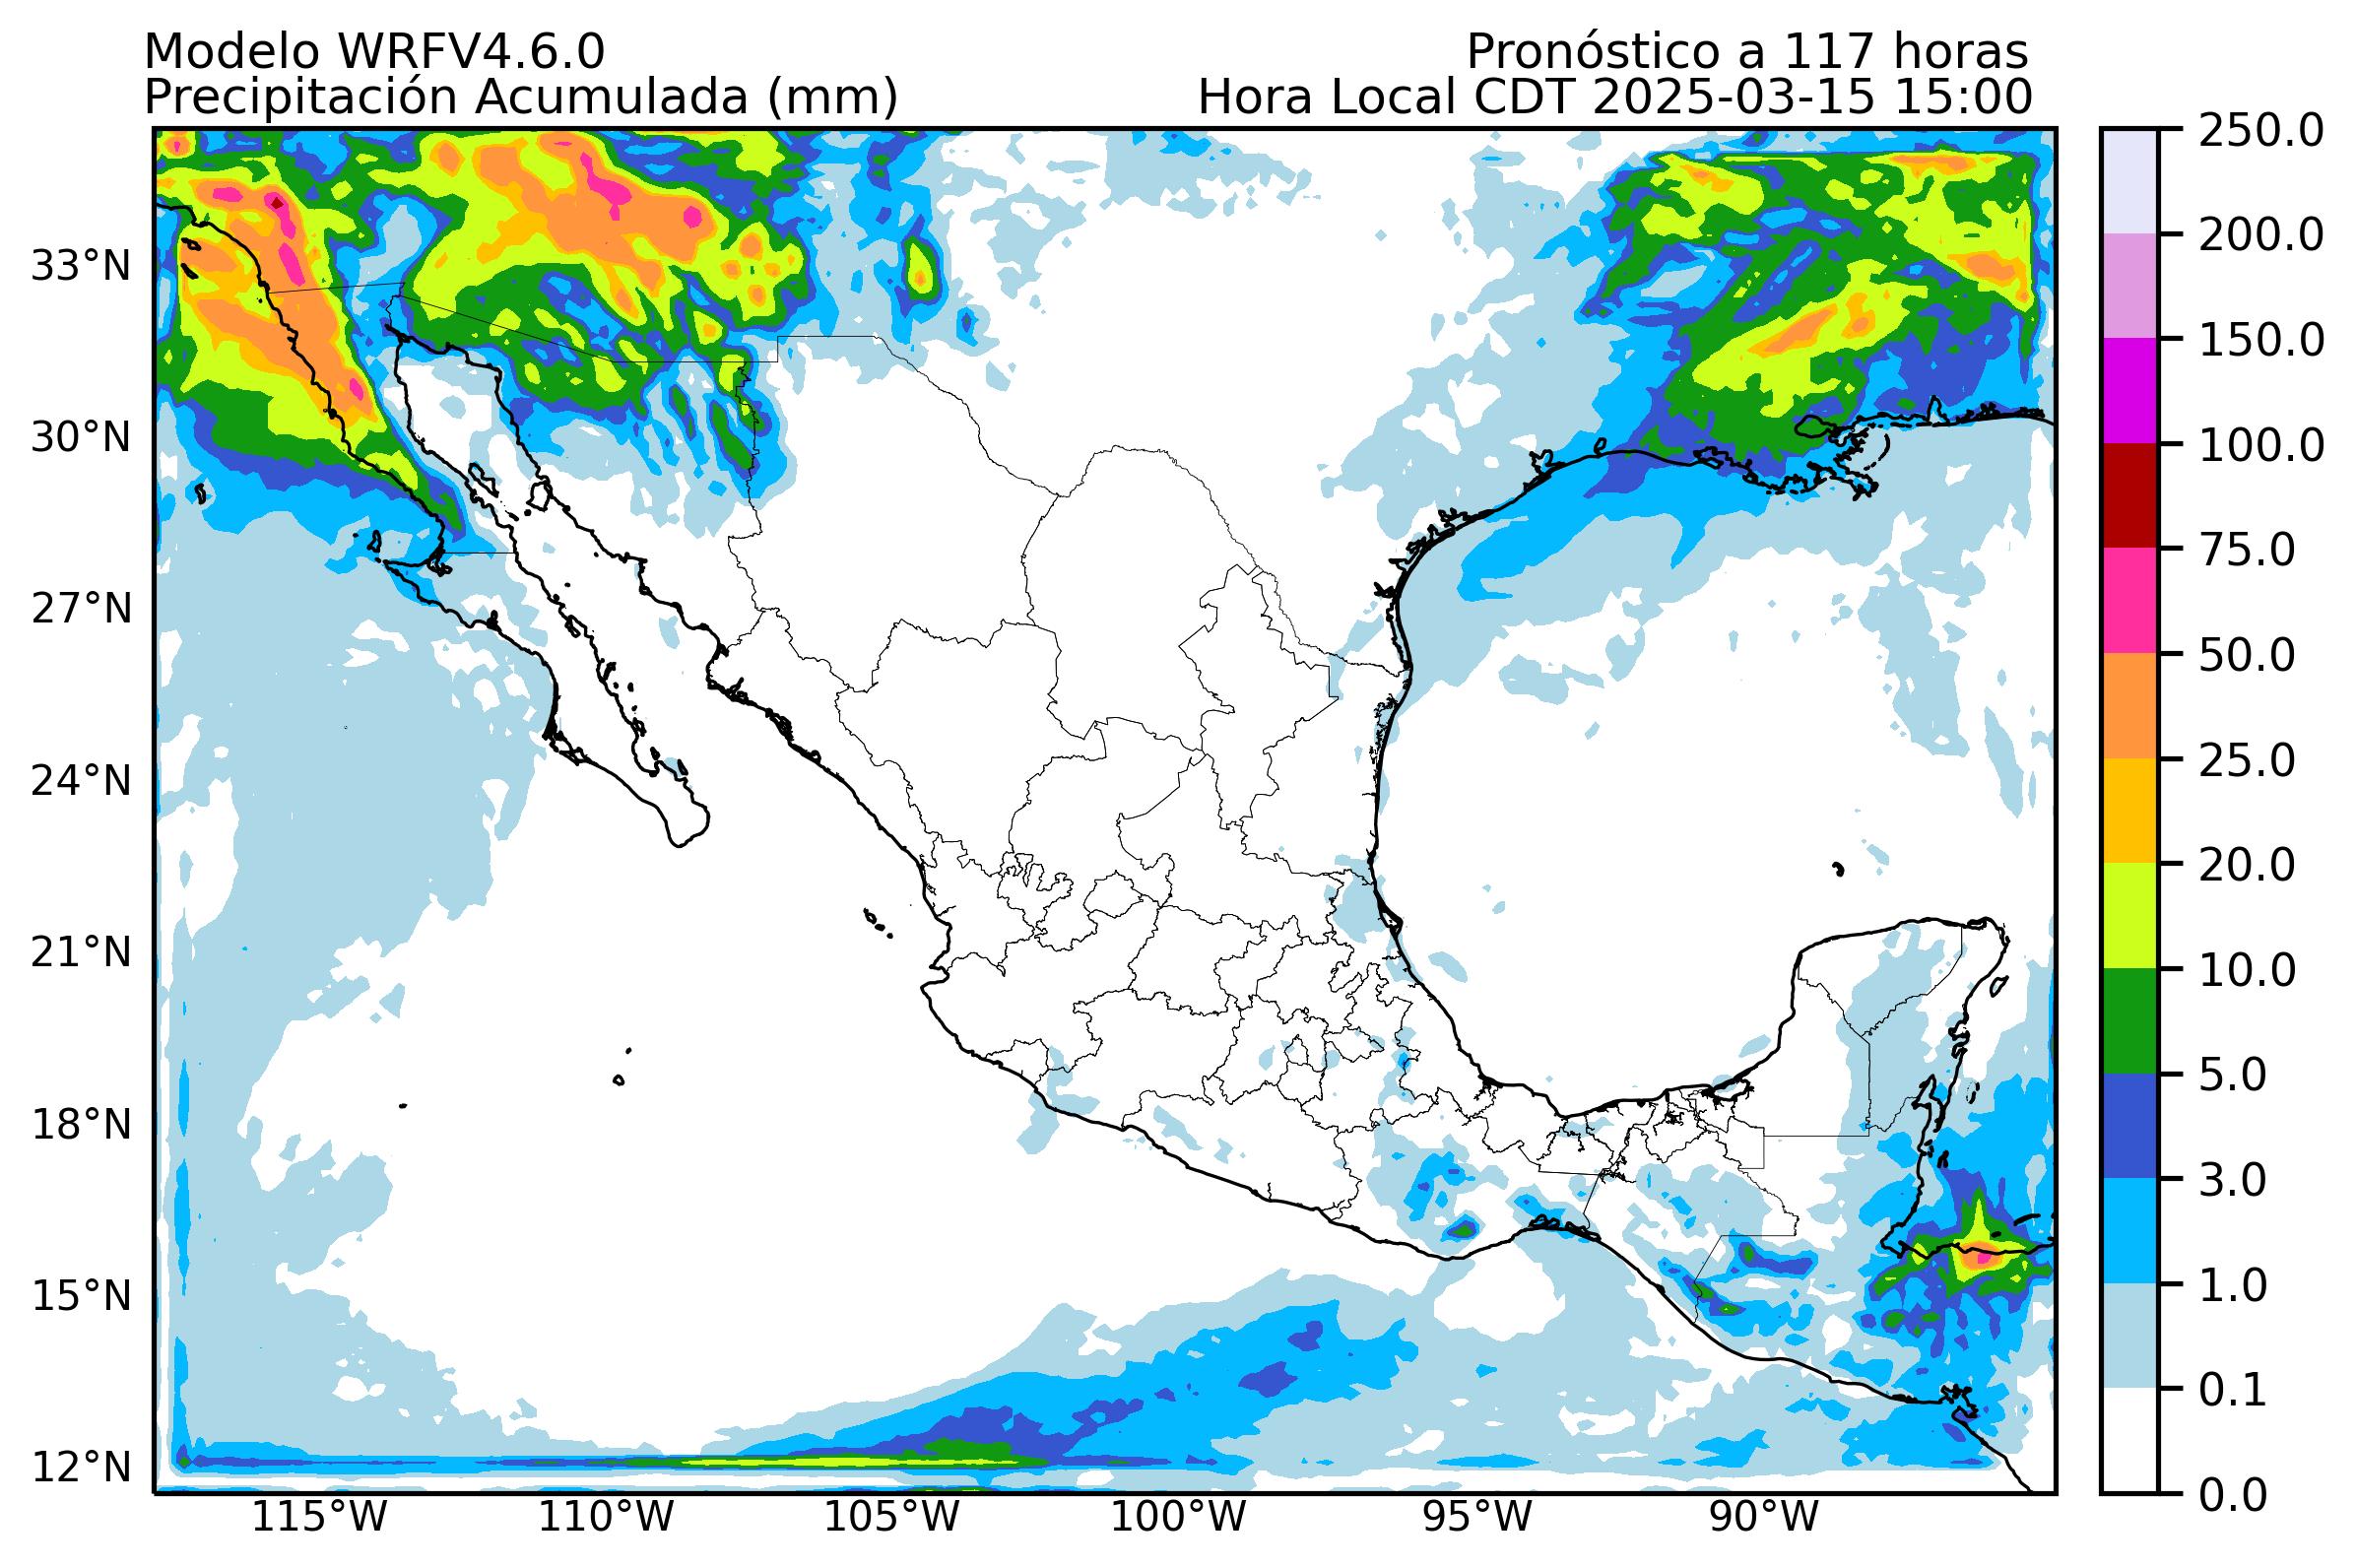 Modelo WRFV4.6.0
Pronóstico a 117 horas
Precipitación Acumulada (mm)
Hora Local CDT 2025-03-15 15:00
33°N
30°N
27°N
24°N
21°N
18°N
15°N
12°N
115°W
110°W
105°W
100°W
95°W
90°W
250.0
200.0
150.0
100.0
75.0
50.0
25.0
20.0
10.0
5.0
3.0
1.0
0.1
0.0